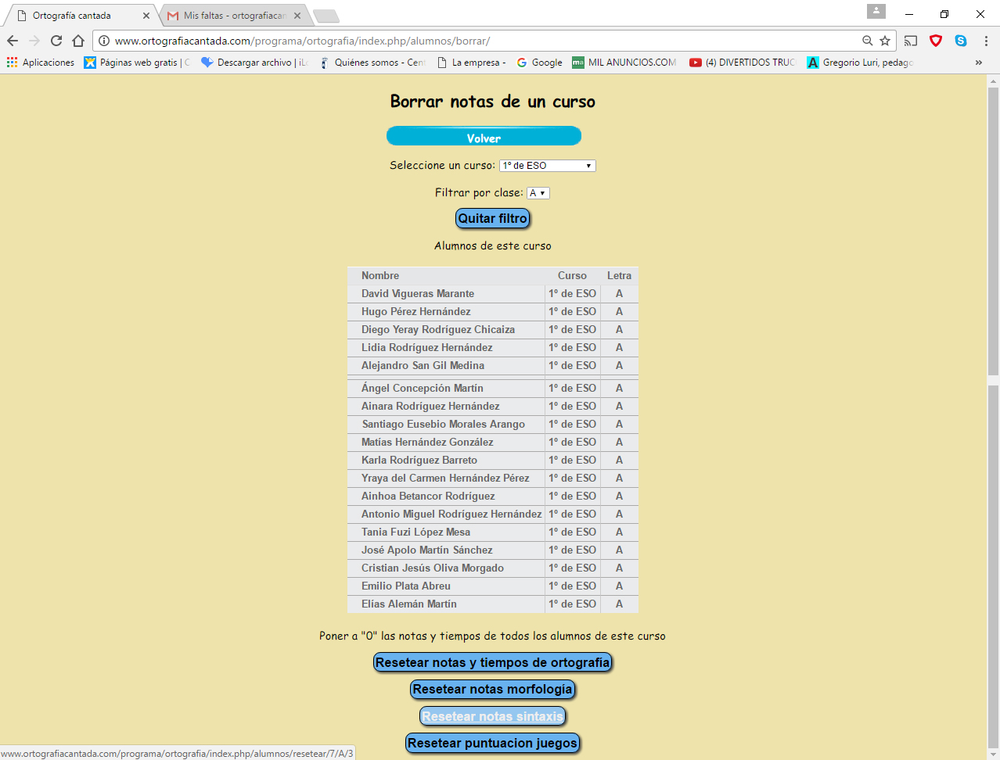 Ortografía cantada
Mis faltas - ortografiacan
www.ortografiacantada.com/programa/ortografia/index.php/alumnos/borrar/
Aplicaciones
Páginas web gratis | C
Descargar archivo | iLo
Quiénes somos - Cent
La empresa -
Google
MIL ANUNCIOS.COM
(4) DIVERTIDOS TRUC
Gregorio Luri, pedago
»
Borrar notas de un curso
Volver
Seleccione un curso: 1º de ESO
Filtrar por clase: A
Quitar filtro
Alumnos de este curso
Nombre Curso Letra
David Vigueras Marante 1º de ESO A
Hugo Pérez Hernández 1º de ESO A
Diego Yeray Rodríguez Chicaiza 1º de ESO A
Lidia Rodríguez Hernández 1º de ESO A
Alejandro San Gil Medina 1º de ESO A
Ángel Concepción Martín 1º de ESO A
Ainara Rodríguez Hernández 1º de ESO A
Santiago Eusebio Morales Arango 1º de ESO A
Matías Hernández González 1º de ESO A
Karla Rodríguez Barreto 1º de ESO A
Yraya del Carmen Hernández Pérez 1º de ESO A
Ainhoa Betancor Rodríguez 1º de ESO A
Antonio Miguel Rodríguez Hernández 1º de ESO A
Tania Fuzi López Mesa 1º de ESO A
José Apolo Martín Sánchez 1º de ESO A
Cristian Jesús Oliva Morgado 1º de ESO A
Emilio Plata Abreu 1º de ESO A
Elías Alemán Martín 1º de ESO A
Poner a "0" las notas y tiempos de todos los alumnos de este curso
Resetear notas y tiempos de ortografía
Resetear notas morfología
Resetear notas sintaxis
Resetear puntuacion juegos
www.ortografiacantada.com/programa/ortografia/index.php/alumnos/resetear/7/A/3